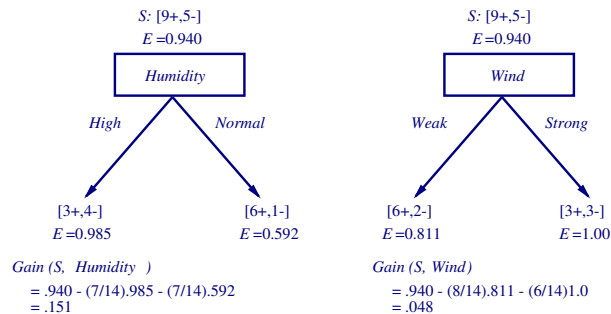 S: [9+,5-]
E =0.940
Humidity
High
Normal
[3+,4-]
E =0.985
[6+,1-]
E =0.592
Gain (S, Humidity )
= .940 - (7/14).985 - (7/14).592
= .151
S: [9+,5-]
E =0.940
Wind
Weak
Strong
[6+,2-]
E =0.811
[3+,3-]
E =1.00
Gain (S, Wind)
= .940 - (8/14).811 - (6/14)1.0
= .048